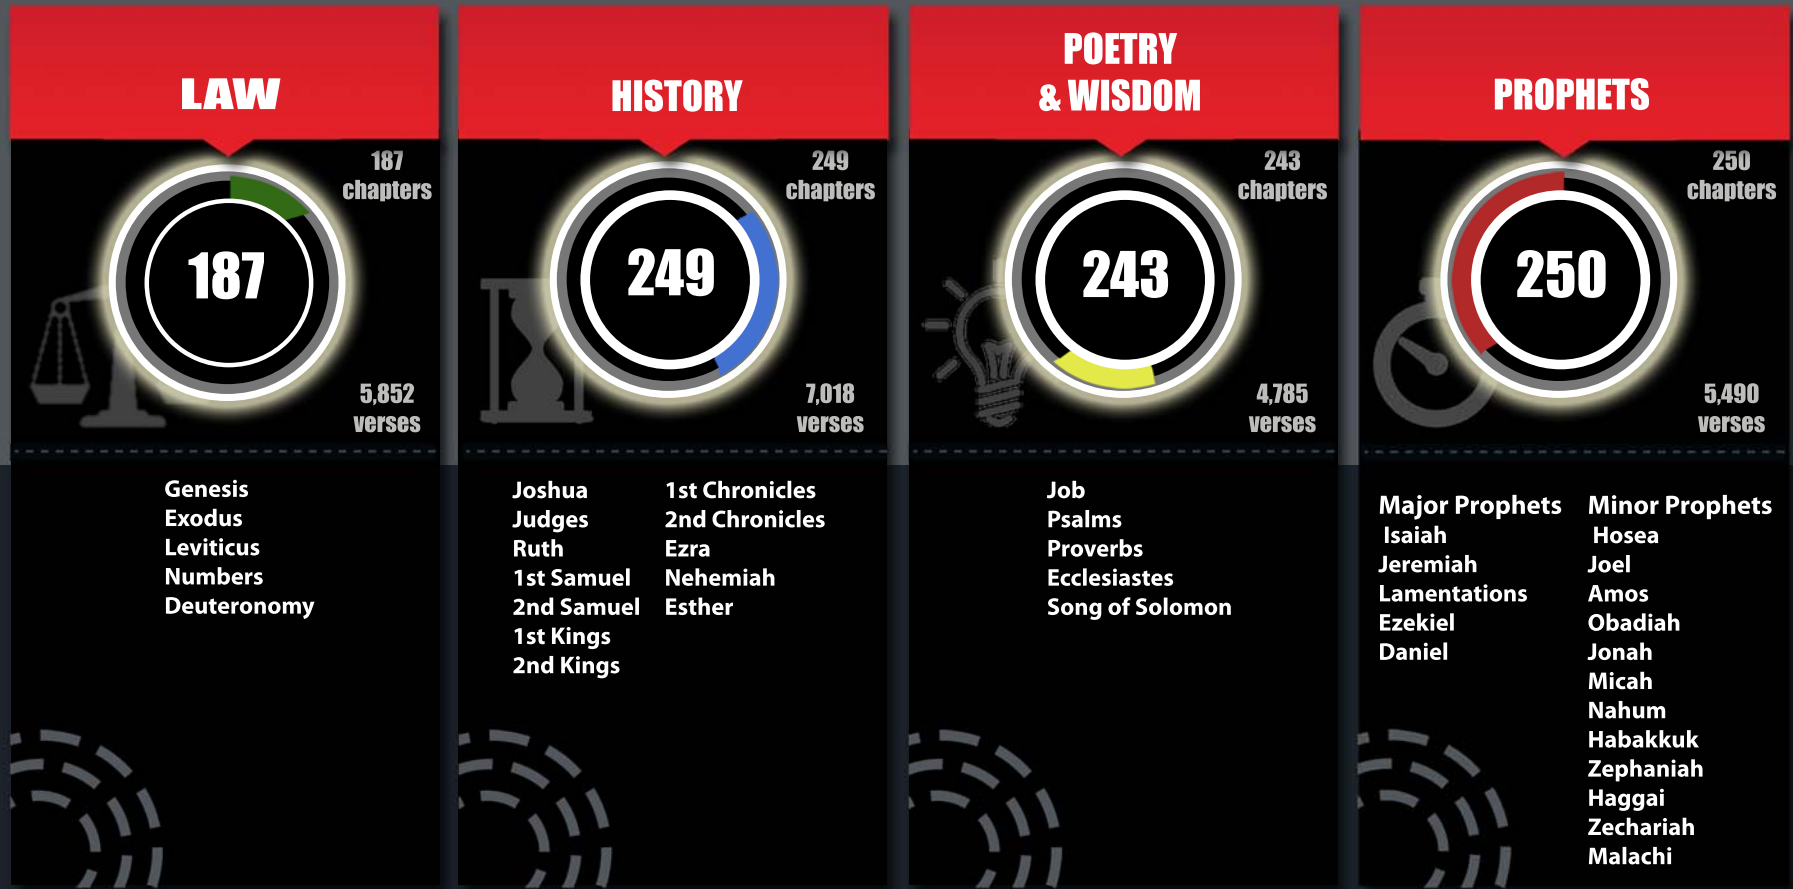 LAW
187
chapters
187
5,852
verses
Genesis
Exodus
Leviticus
Numbers
Deuteronomy
HISTORY
249
chapters
249
7,018
verses
Joshua
Judges
Ruth
1st Samuel
2nd Samuel
1st Kings
2nd Kings
1st Chronicles
2nd Chronicles
Ezra
Nehemiah
Esther
POETRY
& WISDOM
243
chapters
243
4,785
verses
Job
Psalms
Proverbs
Ecclesiastes
Song of Solomon
PROPHETS
250
chapters
250
5,490
verses
Major Prophets
Isaiah
Jeremiah
Lamentations
Ezekiel
Daniel
Minor Prophets
Hosea
Joel
Amos
Obadiah
Jonah
Micah
Nahum
Habakkuk
Zephaniah
Haggai
Zechariah
Malachi